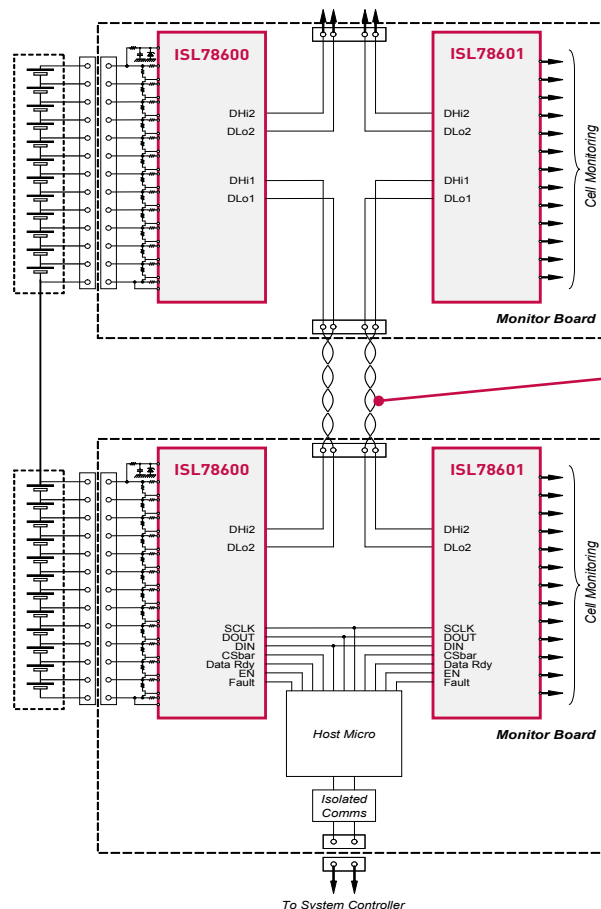 ISL78600
ISL78601
DHi2
DLo2
DHi1
DLo1
DHi2
DLo2
DHi1
DLo1
Cell Monitoring
Monitor Board
ISL78600
ISL78601
DHi2
DLo2
SCLK
DOUT
DIN
CSbar
Data Rdy
EN
Fault
DHi2
DLo2
SCLK
DOUT
DIN
CSbar
Data Rdy
EN
Fault
Cell Monitoring
Host Micro
Monitor Board
Isolated
Comms
To System Controller